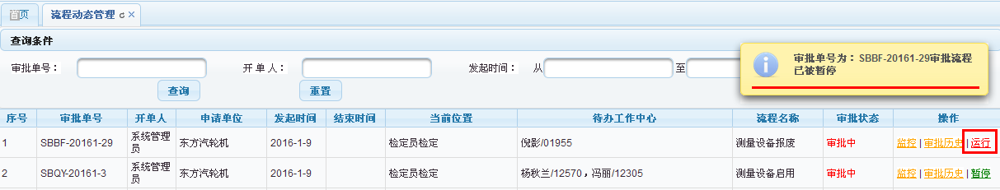 首页 流程动态管理
查询条件
审批单号： 开 单 人： 发起时间： 从 至
查询 重置
审批单号为：SBBF-20161-29审批流程
已被暂停
序号 审批单号 开单人 申请单位 发起时间 结束时间 当前位置 待办工作中心 流程名称 审批状态 操作
1 SBBF-20161-29 系统管理员 东方汽轮机 2016-1-9 检定员检定 倪影/01955 测量设备报废 审批中 监控 | 审批历史 | 运行
2 SBQY-20161-3 系统管理员 东方汽轮机 2016-1-9 检定员检定 杨秋兰/12570，冯丽/12305 测量设备启用 审批中 监控 | 审批历史 | 暂停